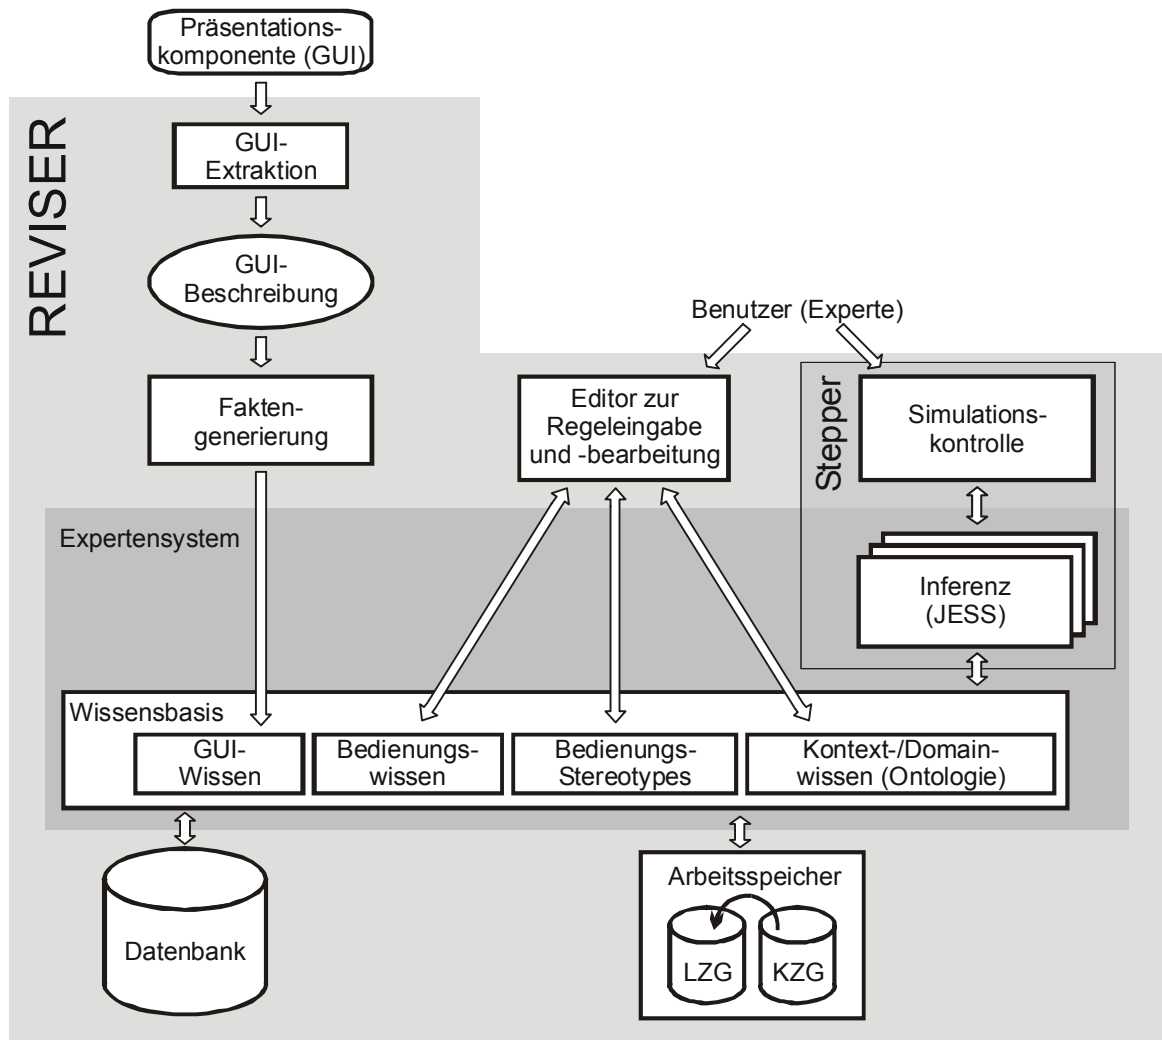 Präsentations-
komponente (GUI)
REVISER
GUI-
Extraktion
GUI-
Beschreibung
Benutzer (Experte)
Fakten-
generierung
Editor zur
Regeleingabe
und -bearbeitung
Stepper
Simulations-
kontrolle
Expertensystem
Inferenz
(JESS)
Wissensbasis
GUI-
Wissen
Bedienungs-
wissen
Bedienungs-
Stereotypes
Kontext-/Domain-
wissen (Ontologie)
Datenbank
Arbeitsspeicher
LZG
KZG